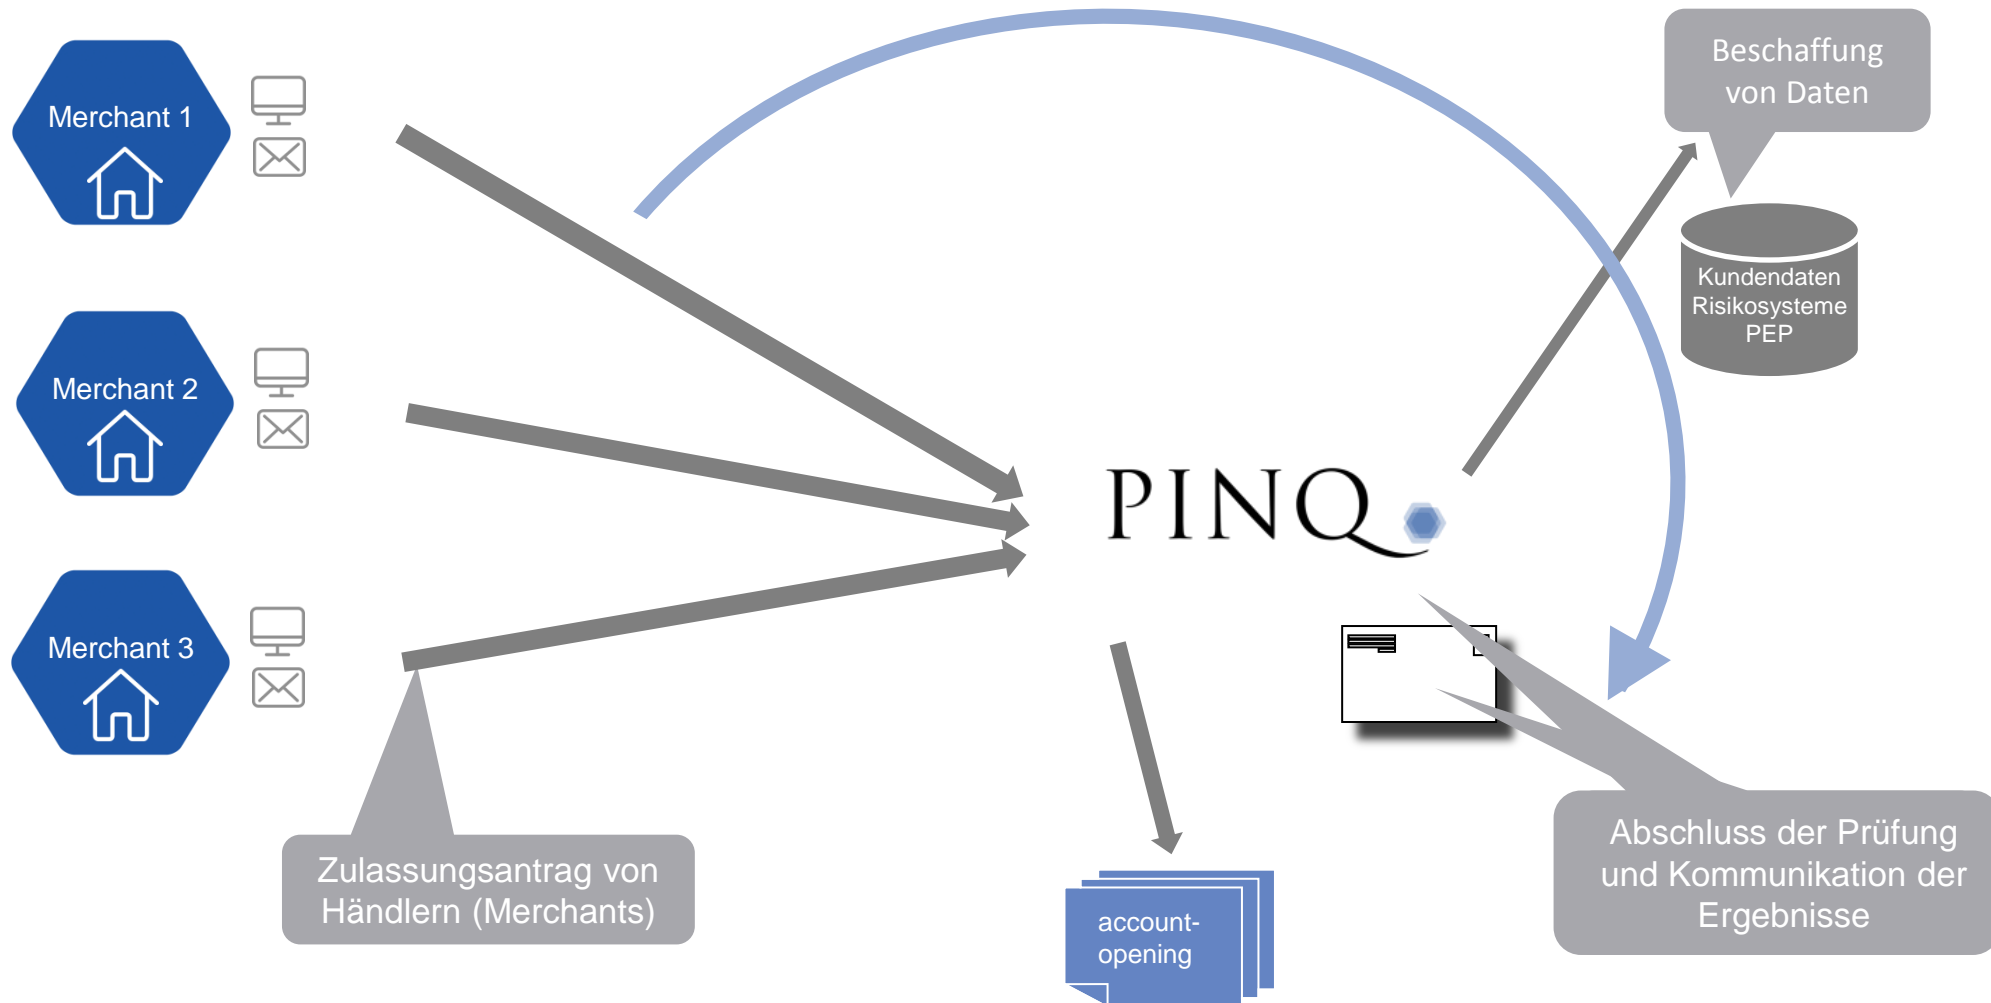 Merchant 1
Merchant 2
Merchant 3
Beschaffung
von Daten
Kundendaten
Risikosysteme
PEP
PINQ
Zulassungsantrag von
Händlern (Merchants)
account-
opening
Abschluss der Prüfung
und Kommunikation der
Ergebnisse